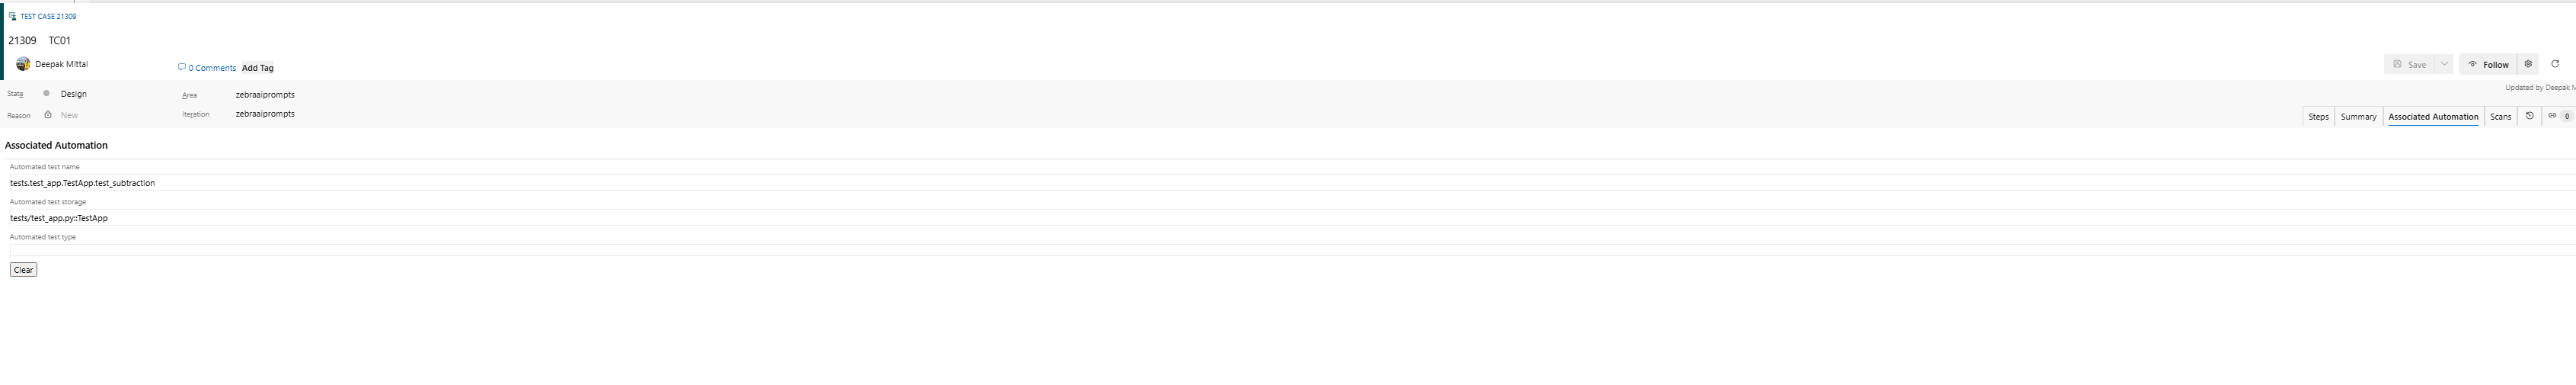 TEST CASE 21309
21309 TC01
Deepak Mittal
0 Comments Add Tag
Save Follow
State Design Area zebraaiprompts
Updated by Deepak M
Reason New Iteration zebraaiprompts
Steps Summary Associated Automation Scans 0
Associated Automation
Automated test name
tests.test_app.TestApp.test_subtraction
Automated test storage
tests/test_app.py::TestApp
Automated test type
Clear